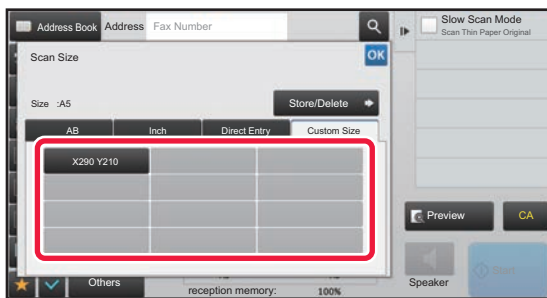 Address Book Address Fax Number
Slow Scan Mode
Scan Thin Paper Original
Scan Size
OK
Size :A5
Store/Delete
AB Inch Direct Entry Custom Size
X290 Y210
Preview CA
Others
reception memory: 100%
Speaker
Start